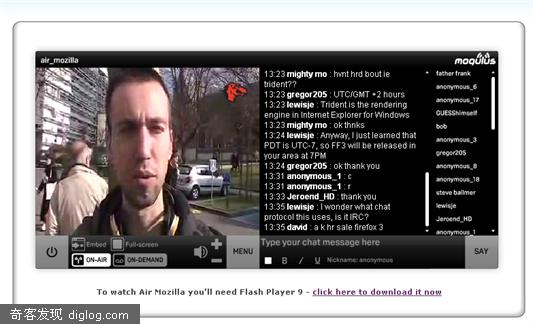 air_mozilla
mogulus
13:23 mighty mo : hvnt hrd bout ie
trident??
13:23 gregor205 : UTC/GMT +2 hours
13:23 lewisje : Trident is the rendering
engine in Internet Explorer for Windows
13:23 mighty mo : ok thnks
13:24 lewisje : Anyway, I just learned that
PDT is UTC-7, so FF3 will be released in
your area at 7PM
13:24 gregor205 : ok thank you
13:31 anonymous_1 : c
13:31 anonymous_1 : r
13:33 Jeroend_HD : thank you
13:35 lewisje : I wonder what chat
protocol this uses, is it IRC?
13:35 david : a k hr sale firefox 3
father frank
anonymous_6
anonymous_17
GUESShimself
bob
anonymous_3
gregor205
anonymous_8
anonymous_18
steve ballmer
lewisje
Jeroend_HD
anonymous_1
Embed
Full-screen
ON-AIR
ON-DEMAND
MENU
Type your chat message here
B I U Nickname: anonymous
SAY
To watch Air Mozilla you'll need Flash Player 9 - click here to download it now
奇客发现 diglog.com